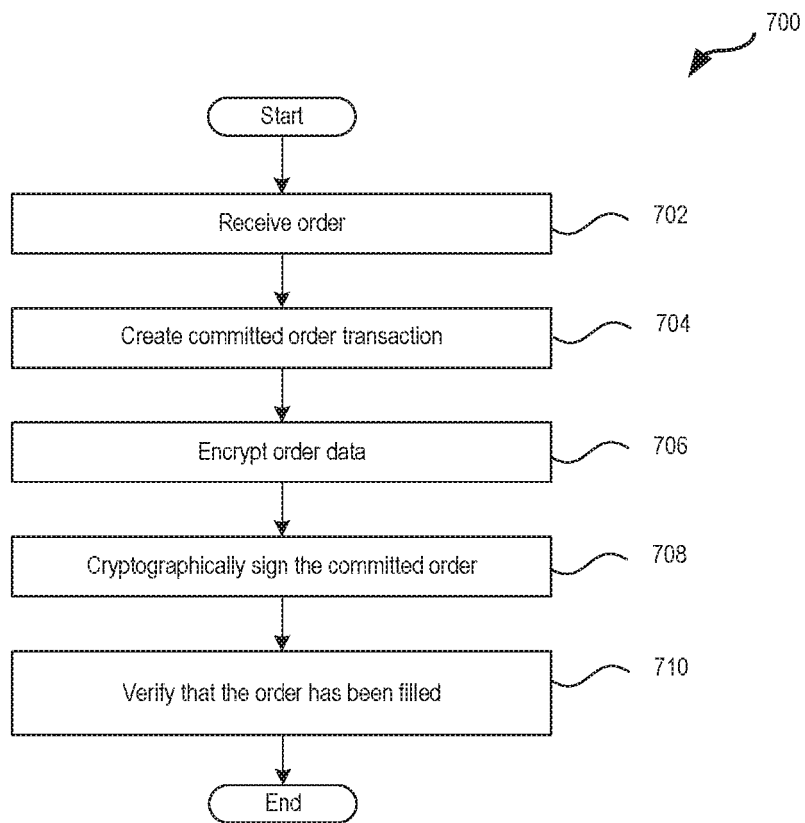 700
Start
Receive order
702
Create committed order transaction
704
Encrypt order data
706
Cryptographically sign the committed order
708
Verify that the order has been filled
710
End